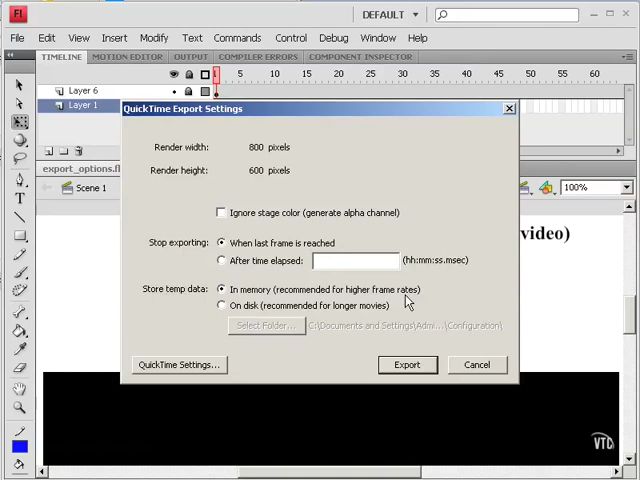 Fl
DEFAULT
File Edit View Insert Modify Text Commands Control Debug Window Help
TIMELINE MOTION EDITOR OUTPUT COMPILER ERRORS COMPONENT INSPECTOR
1 5 10 15 20 25 30 35 40 45 50 55 60
Layer 6
Layer 1
QuickTime Export Settings
Render width: 800 pixels
Render height: 600 pixels
export_options.fl
Scene 1
100%
Ignore stage color (generate alpha channel)
video)
Stop exporting: When last frame is reached
After time elapsed: (hh:mm:ss.msec)
Store temp data: In memory (recommended for higher frame rates)
On disk (recommended for longer movies)
Select Folder... C:\Documents and Settings\Admi...\Configuration\
QuickTime Settings... Export Cancel
VTC